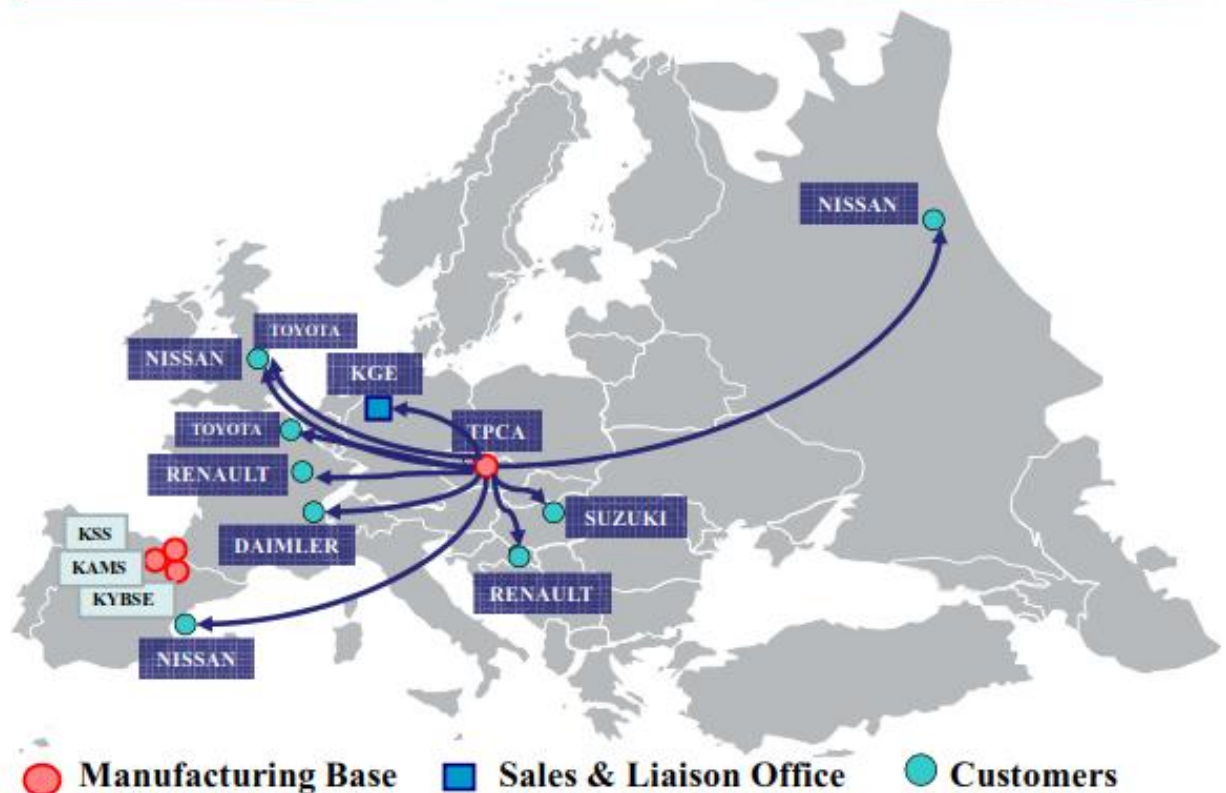 NISSAN
TOYOTA
NISSAN
KGE
TOYOTA
TPCA
RENAULT
SUZUKI
KSS
DAIMLER
KAMS
KYBSE
RENAULT
NISSAN
Manufacturing Base
Sales & Liaison Office
Customers